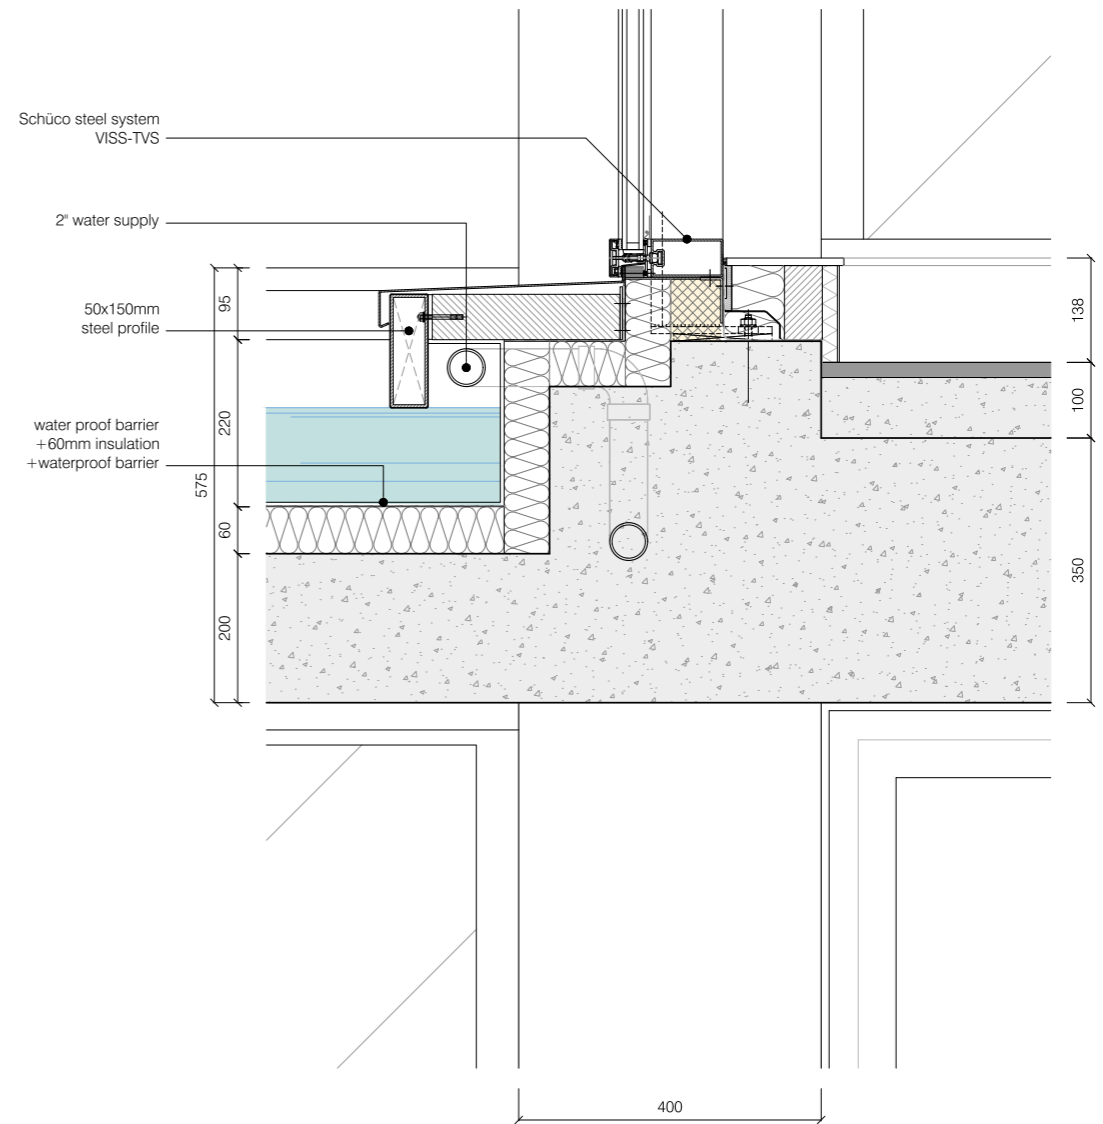 Schüco steel system
VISS-TVS
2" water supply
50x150mm
steel profile
water proof barrier
+60mm insulation
+waterproof barrier
95
220
575
60
200
138
100
350
400